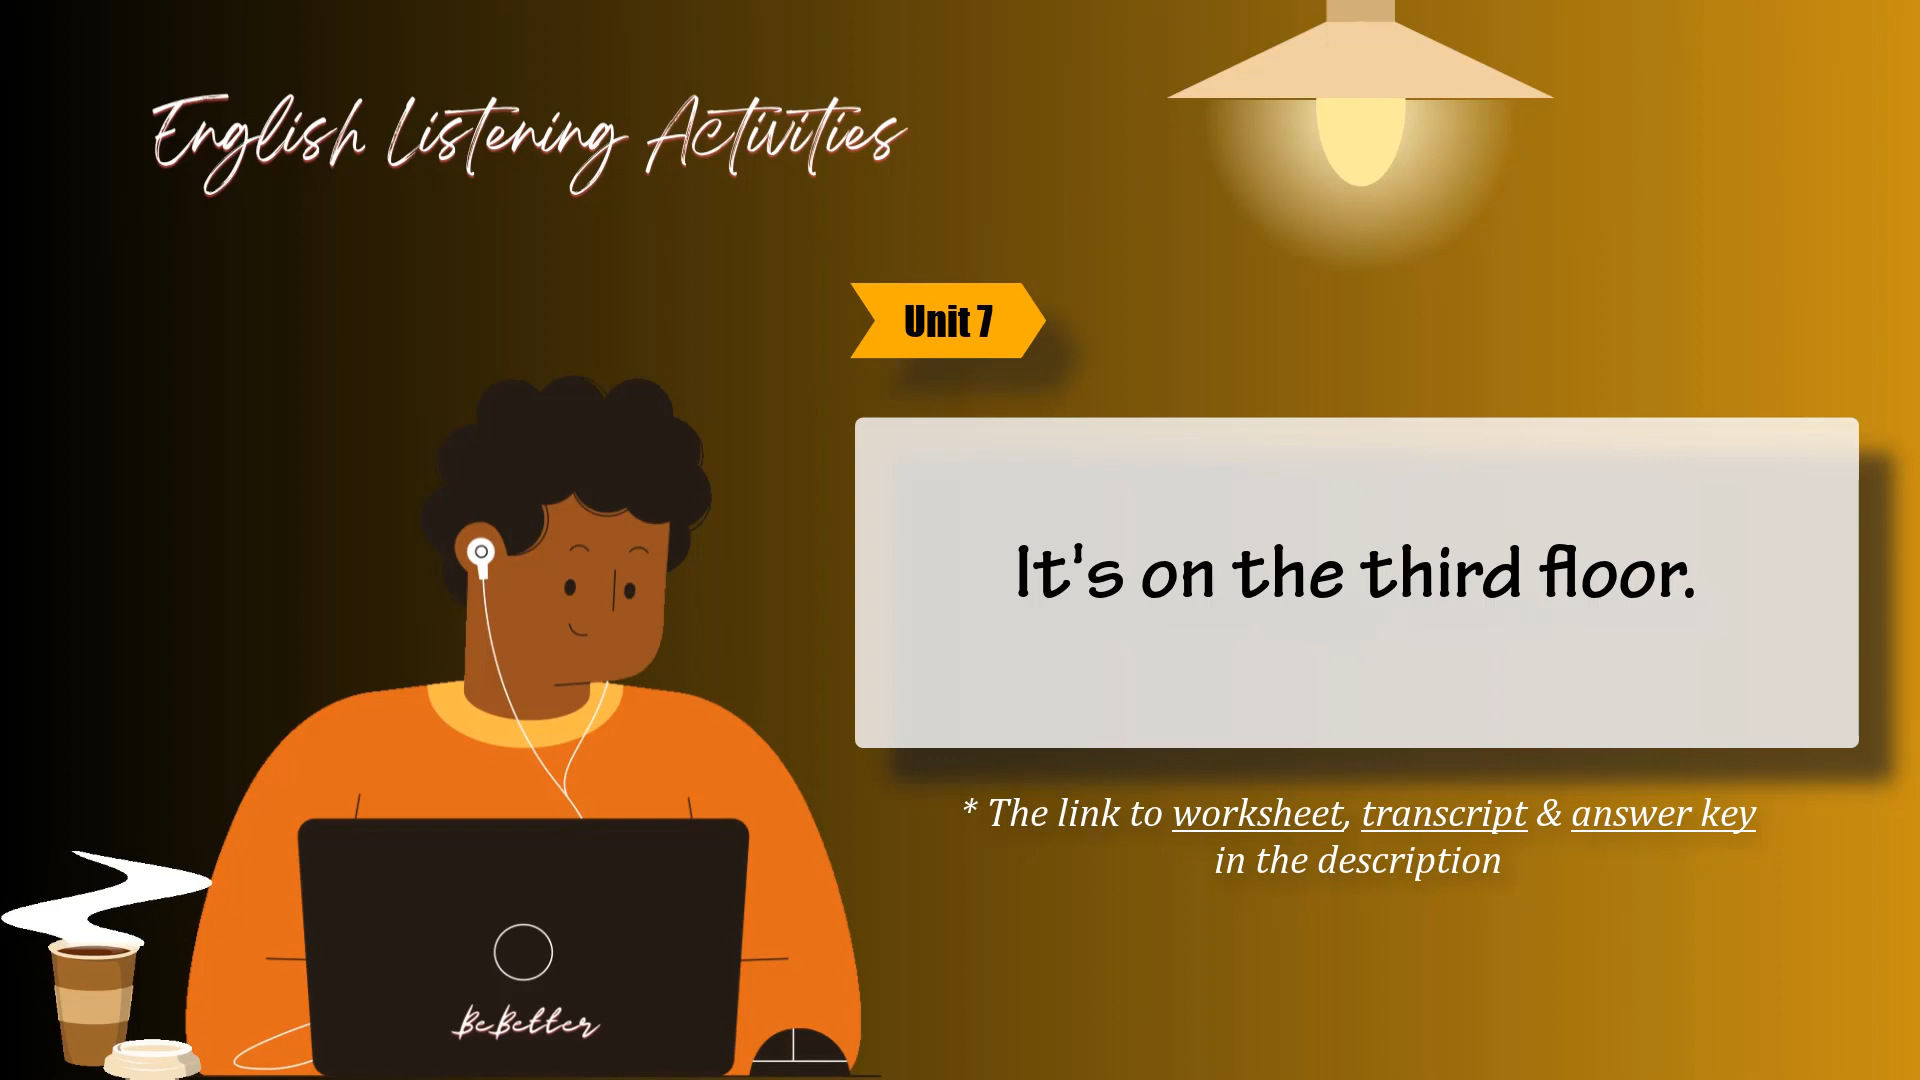 English Listening Activities
Unit 7
It's on the third floor.
* The link to worksheet, transcript & answer key
in the description
BeBetter